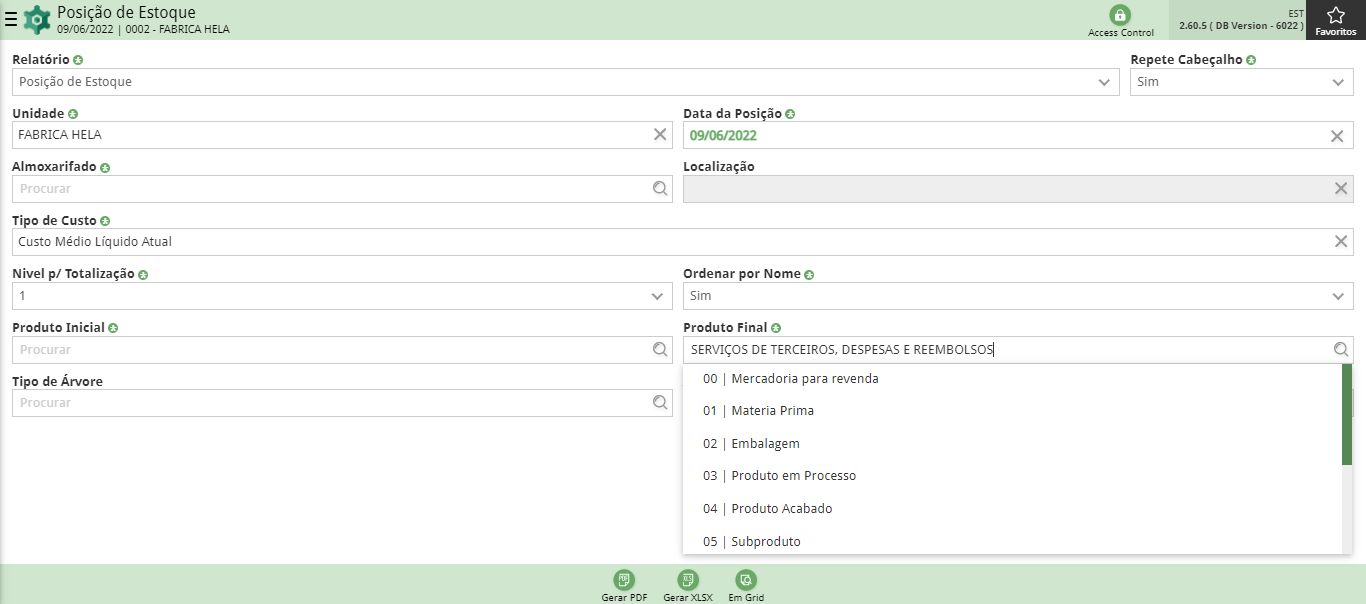 Posição de Estoque
09/06/2022 | 0002 - FABRICA HELA
Access Control
EST
2.60.5 ( DB Version - 6022 )
Favoritos
Relatório
Repete Cabeçalho
Posição de Estoque
Sim
Unidade
Data da Posição
FABRICA HELA
09/06/2022
Almoxarifado
Localização
Procurar
Tipo de Custo
Custo Médio Líquido Atual
Nivel p/ Totalização
Ordenar por Nome
1
Sim
Produto Inicial
Produto Final
Procurar
SERVIÇOS DE TERCEIROS, DESPESAS E REEMBOLSOS
Tipo de Árvore
Procurar
00 | Mercadoria para revenda
01 | Materia Prima
02 | Embalagem
03 | Produto em Processo
04 | Produto Acabado
05 | Subproduto
Gerar PDF
Gerar XLSX
Em Grid